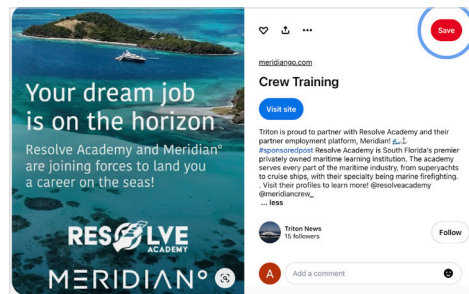 Your dream job
is on the horizon
Resolve Academy and Meridian°
are joining forces to land you
a career on the seas!
RESOLVE
ACADEMY
MERIDIAN°
Save
meridiango.com
Crew Training
Visit site
Triton is proud to partner with Resolve Academy and their
partner employment platform, Meridian! 🌊⚓
#sponsoredpost Resolve Academy is South Florida's premier
privately owned maritime learning institution. The academy
serves every part of the maritime industry, from superyachts
to cruise ships, with their specialty being marine firefighting.
. Visit their profiles to learn more! @resolveacademy
@meridiancrew_
... less
Triton News
15 followers
Follow
A
Add a comment